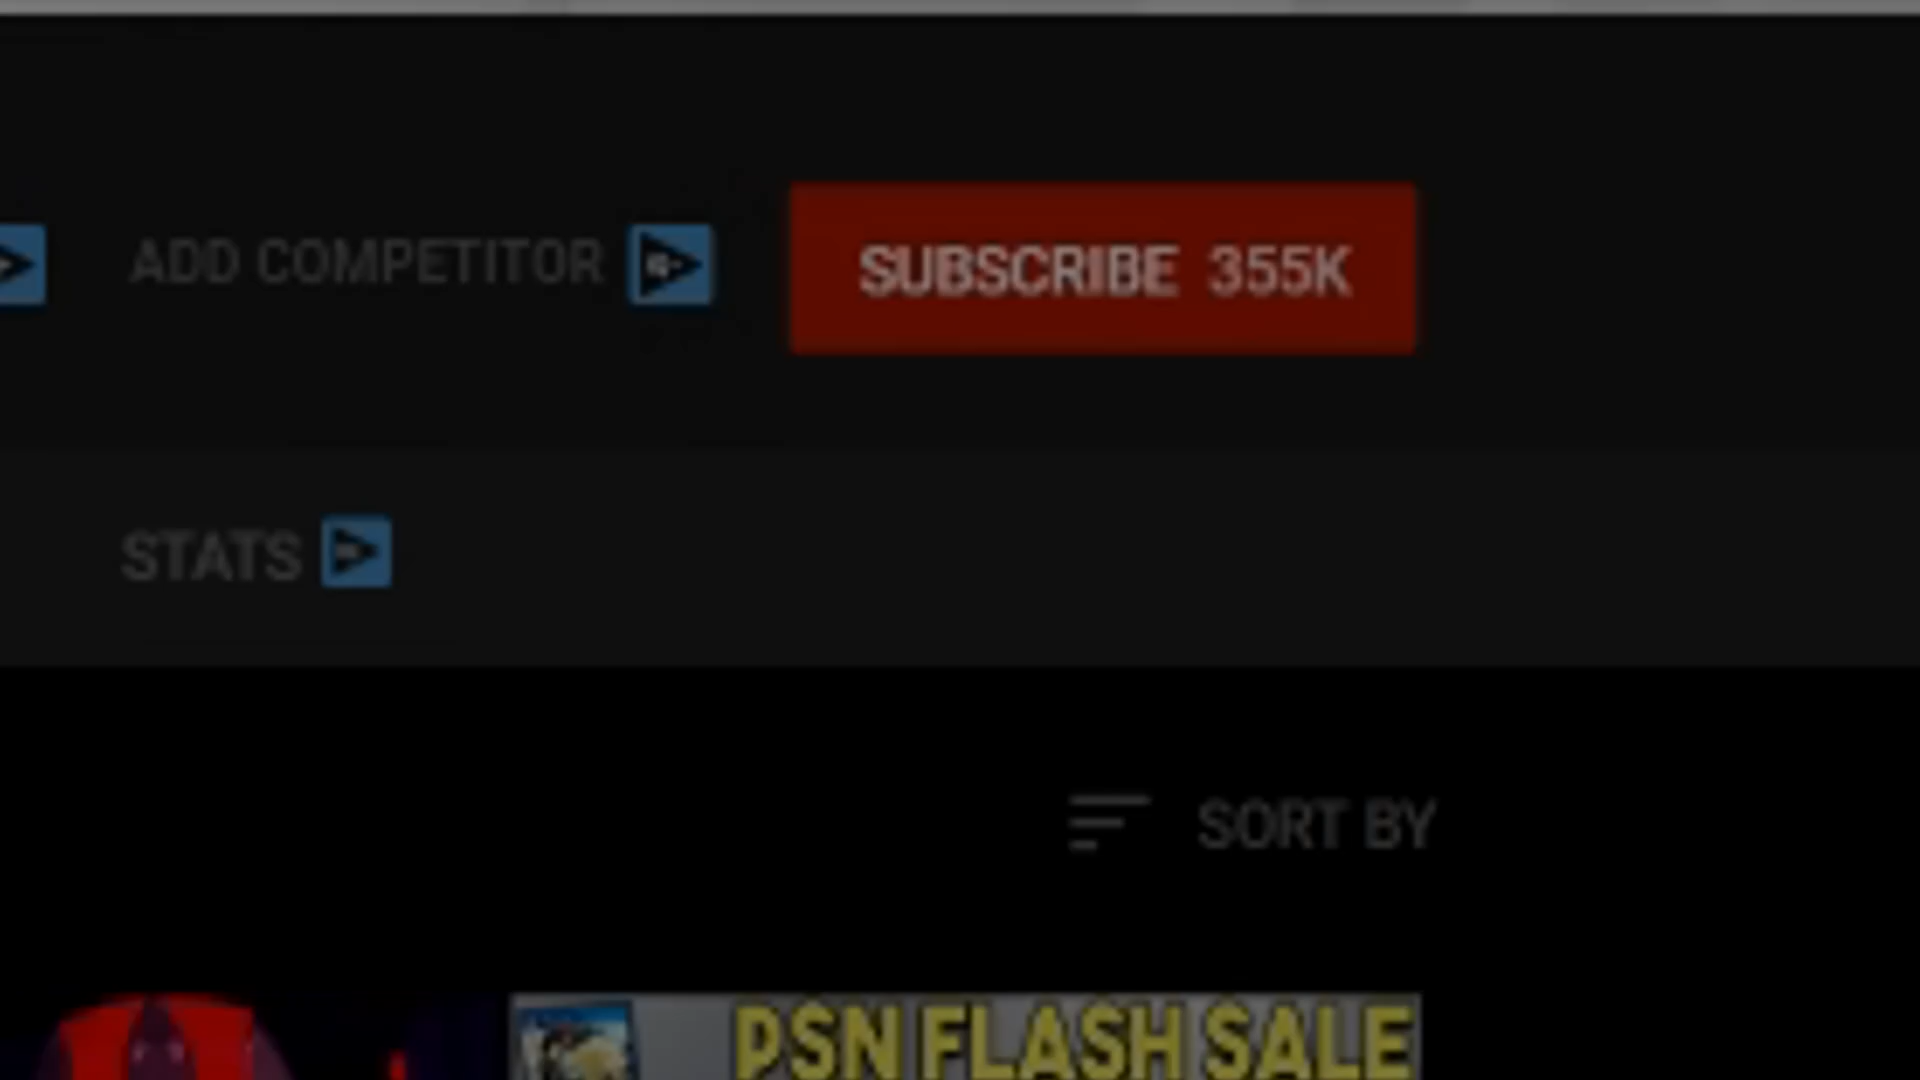 ADD COMPETITOR
SUBSCRIBE 355K
STATS
SORT BY
PSN FLASH SALE